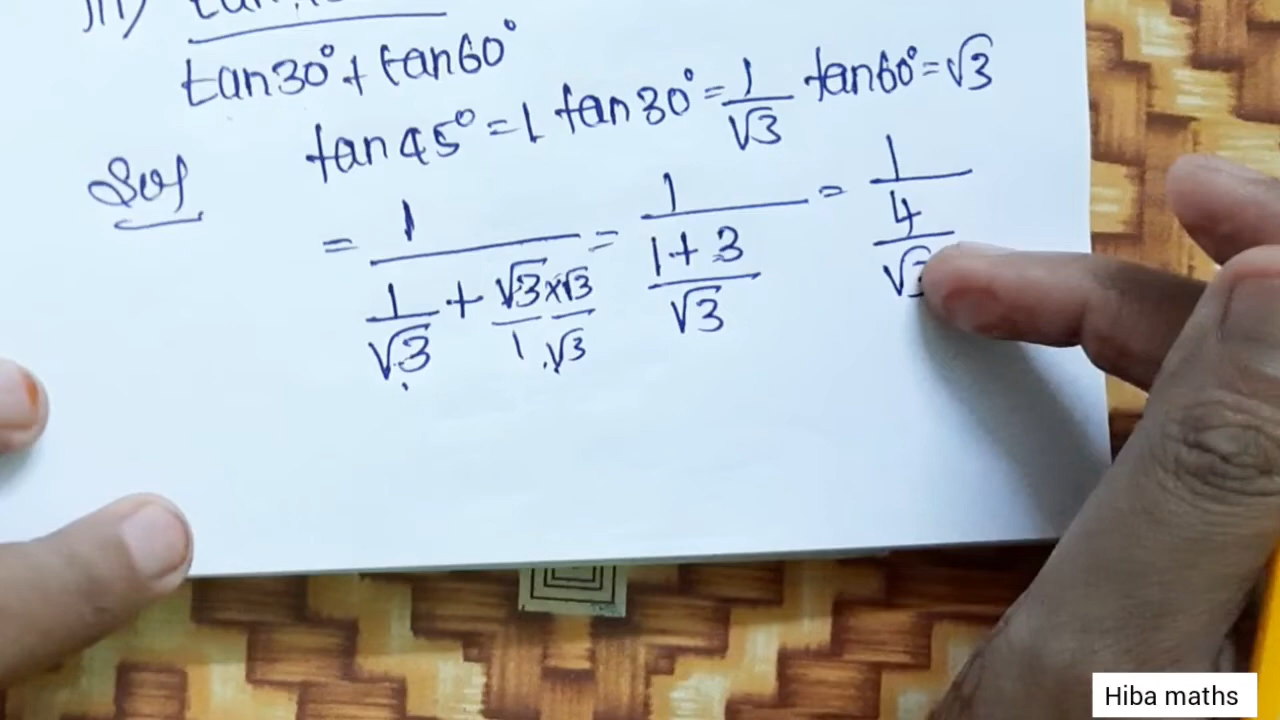 iii)
tan30°+ tan60°
tan45°=1 tan30°=1/√3 tan60°=√3
Sol
= 1/(1/√3 + √3×√3/1 √3) = 1/((1+3)/√3) = 1/(4/√3)
Hiba maths